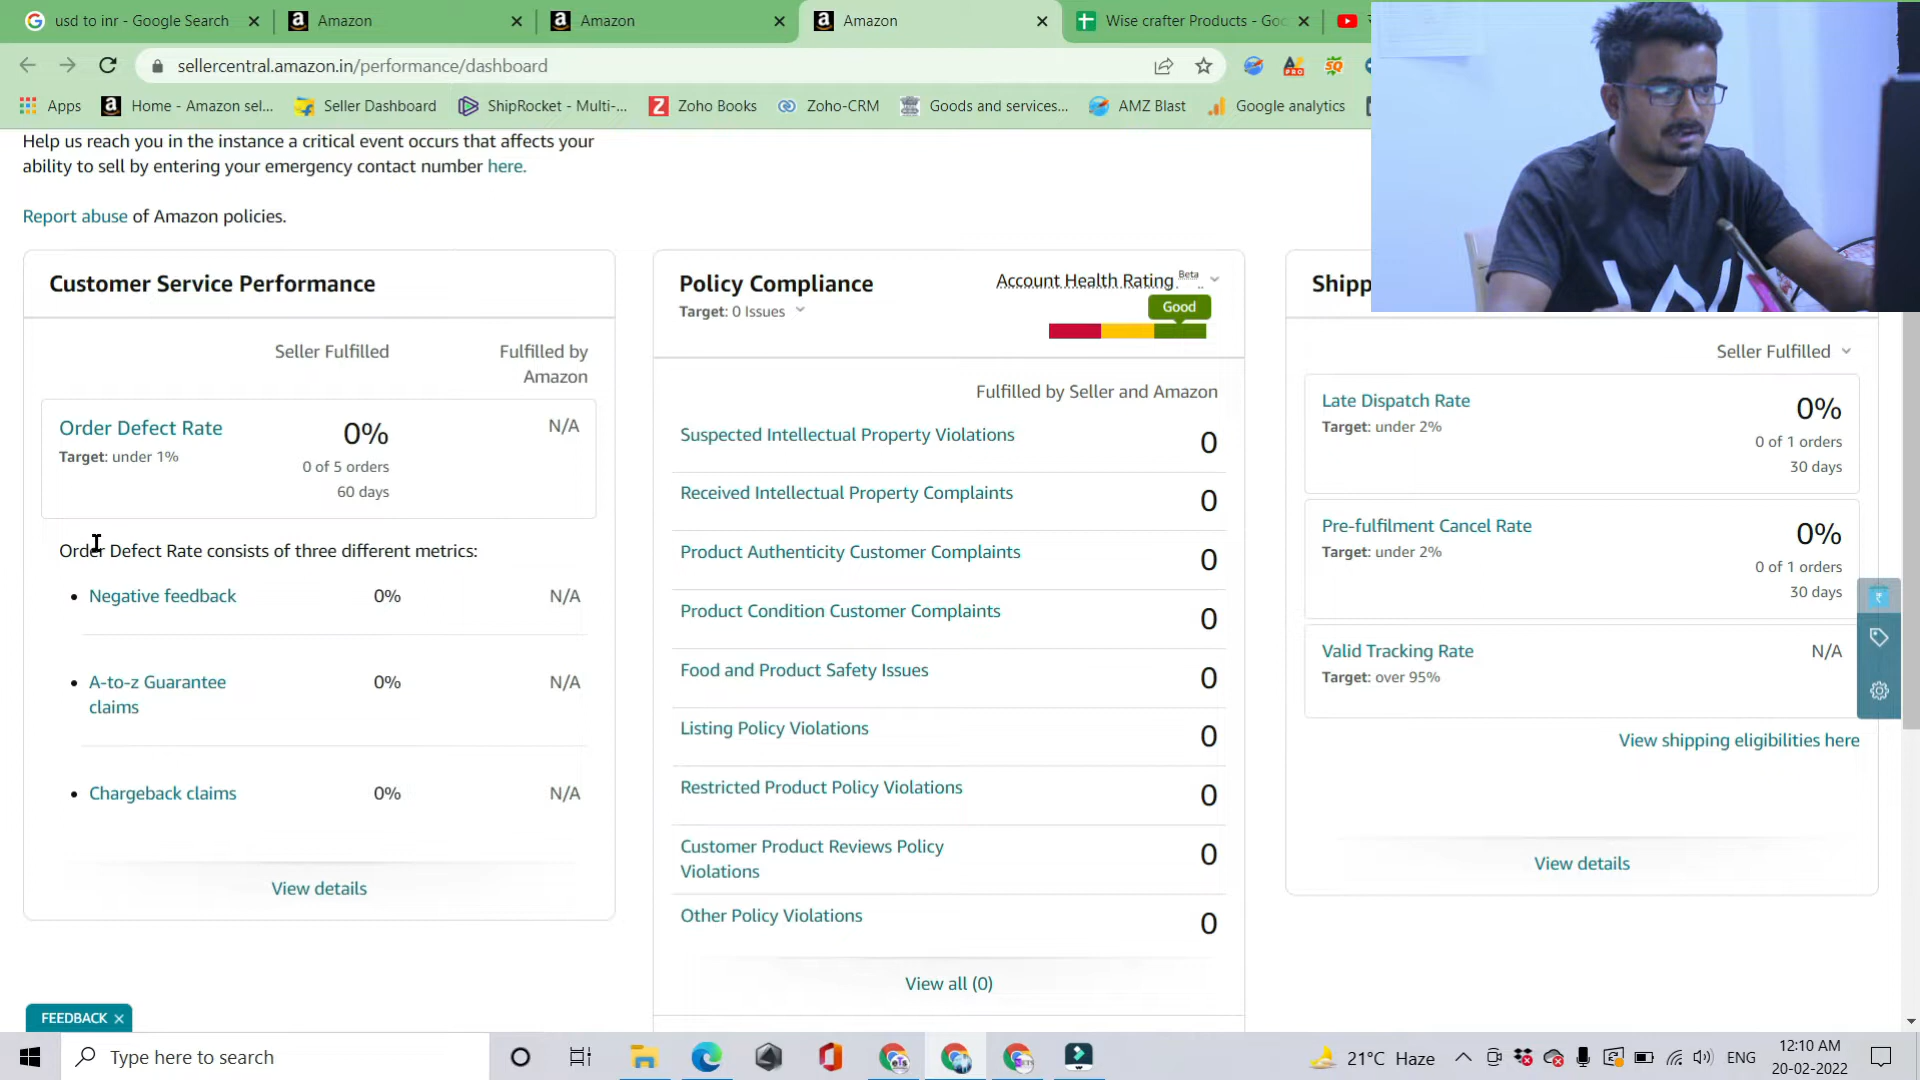 usd to inr - Google Search
Amazon
Amazon
Amazon
Wise crafter Products - Goo
sellercentral.amazon.in/performance/dashboard
Apps
Home - Amazon sel...
Seller Dashboard
ShipRocket - Multi-...
Zoho Books
Zoho-CRM
Goods and services...
AMZ Blast
Google analytics
Help us reach you in the instance a critical event occurs that affects your
ability to sell by entering your emergency contact number here.
Report abuse of Amazon policies.
Customer Service Performance
Seller Fulfilled
Fulfilled by
Amazon
Order Defect Rate 0% N/A
Target: under 1%
0 of 5 orders
60 days
Order Defect Rate consists of three different metrics:
• Negative feedback 0% N/A
• A-to-z Guarantee 0% N/A
claims
• Chargeback claims 0% N/A
View details
Policy Compliance
Target: 0 Issues
Account Health Rating Beta
Good
Fulfilled by Seller and Amazon
Suspected Intellectual Property Violations 0
Received Intellectual Property Complaints 0
Product Authenticity Customer Complaints 0
Product Condition Customer Complaints 0
Food and Product Safety Issues 0
Listing Policy Violations 0
Restricted Product Policy Violations 0
Customer Product Reviews Policy 0
Violations
Other Policy Violations 0
View all (0)
Shipp
Seller Fulfilled
Late Dispatch Rate 0%
Target: under 2%
0 of 1 orders
30 days
Pre-fulfilment Cancel Rate 0%
Target: under 2%
0 of 1 orders
30 days
Valid Tracking Rate N/A
Target: over 95%
View shipping eligibilities here
View details
FEEDBACK
Type here to search
21°C Haze
ENG
12:10 AM
20-02-2022